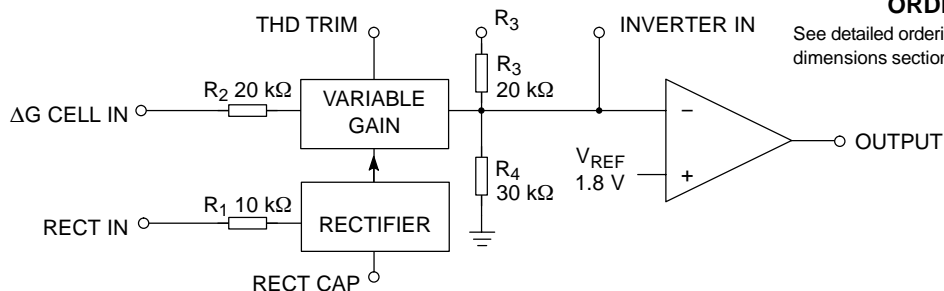 ORDE
See detailed orderi
dimensions section
THD TRIM
R3
INVERTER IN
R3
20 kΩ
R2 20 kΩ
VARIABLE
GAIN
ΔG CELL IN
−
OUTPUT
VREF
1.8 V
+
R4
30 kΩ
R1 10 kΩ
RECT IN
RECTIFIER
RECT CAP